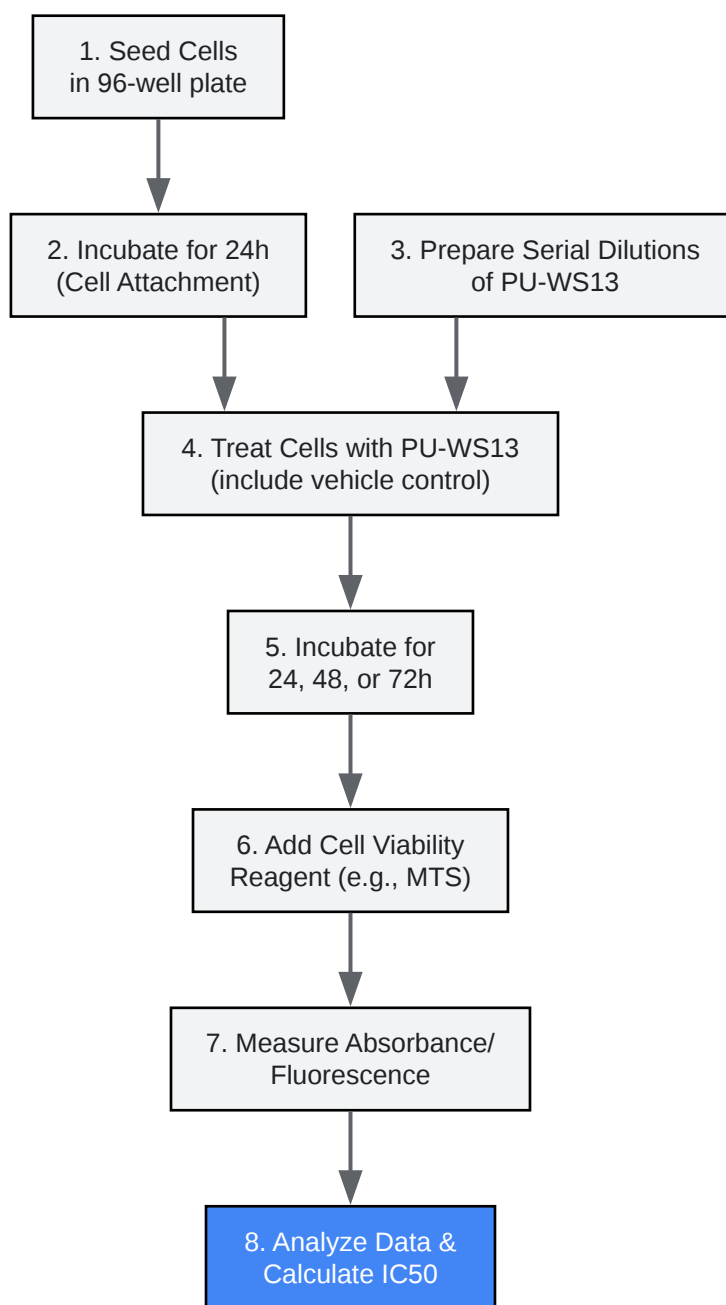 1. Seed Cells
in 96-well plate
2. Incubate for 24h
(Cell Attachment)
3. Prepare Serial Dilutions
of PU-WS13
4. Treat Cells with PU-WS13
(include vehicle control)
5. Incubate for
24, 48, or 72h
6. Add Cell Viability
Reagent (e.g., MTS)
7. Measure Absorbance/
Fluorescence
8. Analyze Data &
Calculate IC50